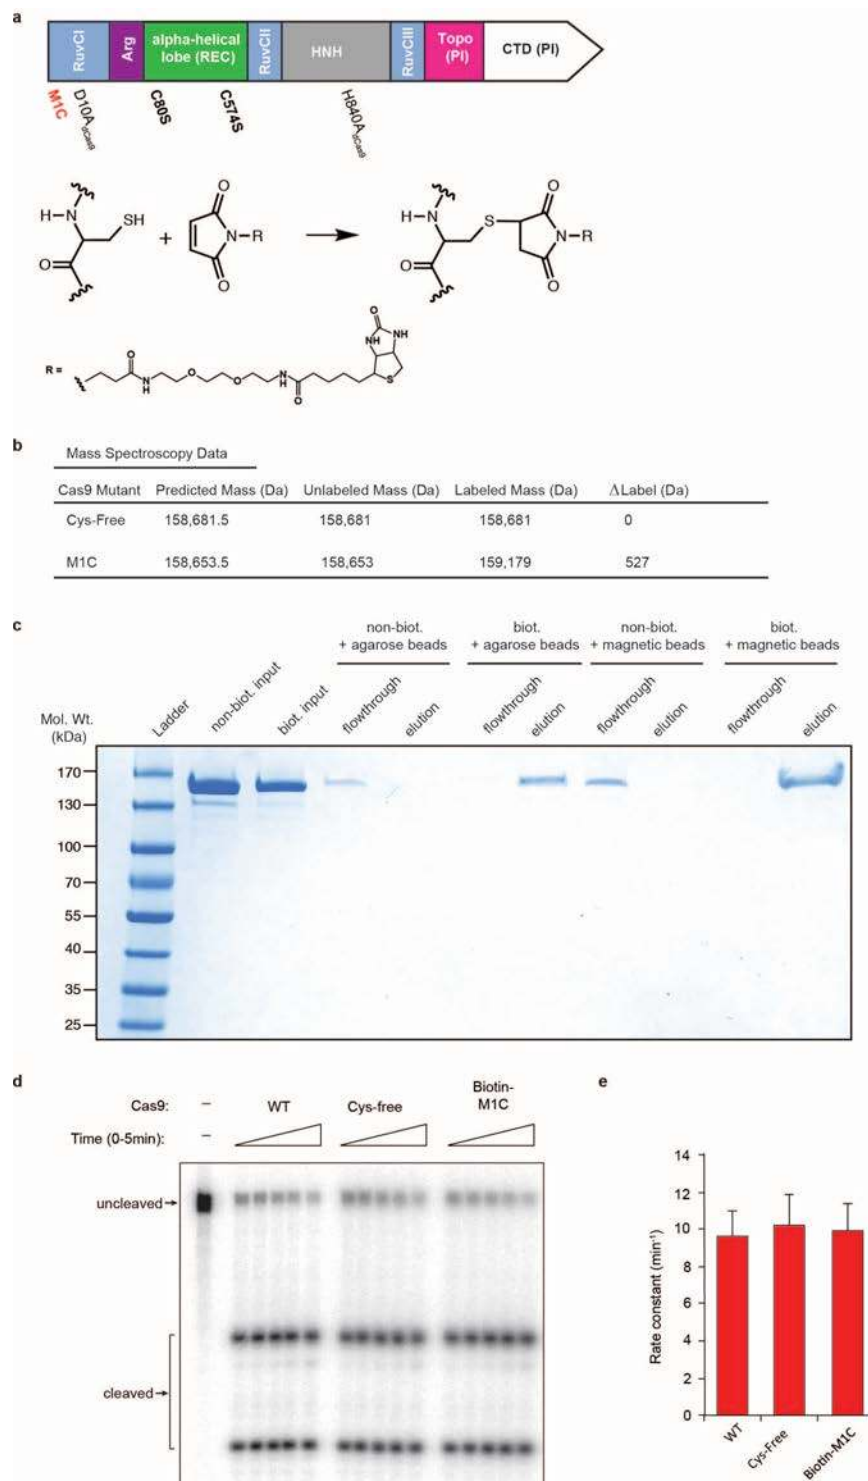 a
RuvCI
Arg
alpha-helical
lobe (REC)
RuvCII
HNH
RuvCIII
Topo
(PI)
CTD (PI)
M1C
D10A dCas9
C80S
C574S
H840A dCas9
H-N
SH
O
+
O
N-R
O
H-N
S
O
O
N-R
O
R =
O
N
H
O
O
H
N
O
O
HN
NH
S
b
Mass Spectroscopy Data
Cas9 Mutant Predicted Mass (Da) Unlabeled Mass (Da) Labeled Mass (Da) ΔLabel (Da)
Cys-Free 158,681.5 158,681 158,681 0
M1C 158,653.5 158,653 159,179 527
c
non-biot.
+ agarose beads
biot.
+ agarose beads
non-biot.
+ magnetic beads
biot.
+ magnetic beads
Mol. Wt.
(kDa)
Ladder
non-biot. input
biot. input
flowthrough
elution
flowthrough
elution
flowthrough
elution
flowthrough
elution
170
130
100
70
55
40
35
25
d
Cas9: – WT Cys-free Biotin-
M1C
Time (0-5min): –
uncleaved
cleaved
e
Rate constant (min⁻¹)
14
12
10
8
6
4
2
0
WT
Cys-Free
Biotin-M1C